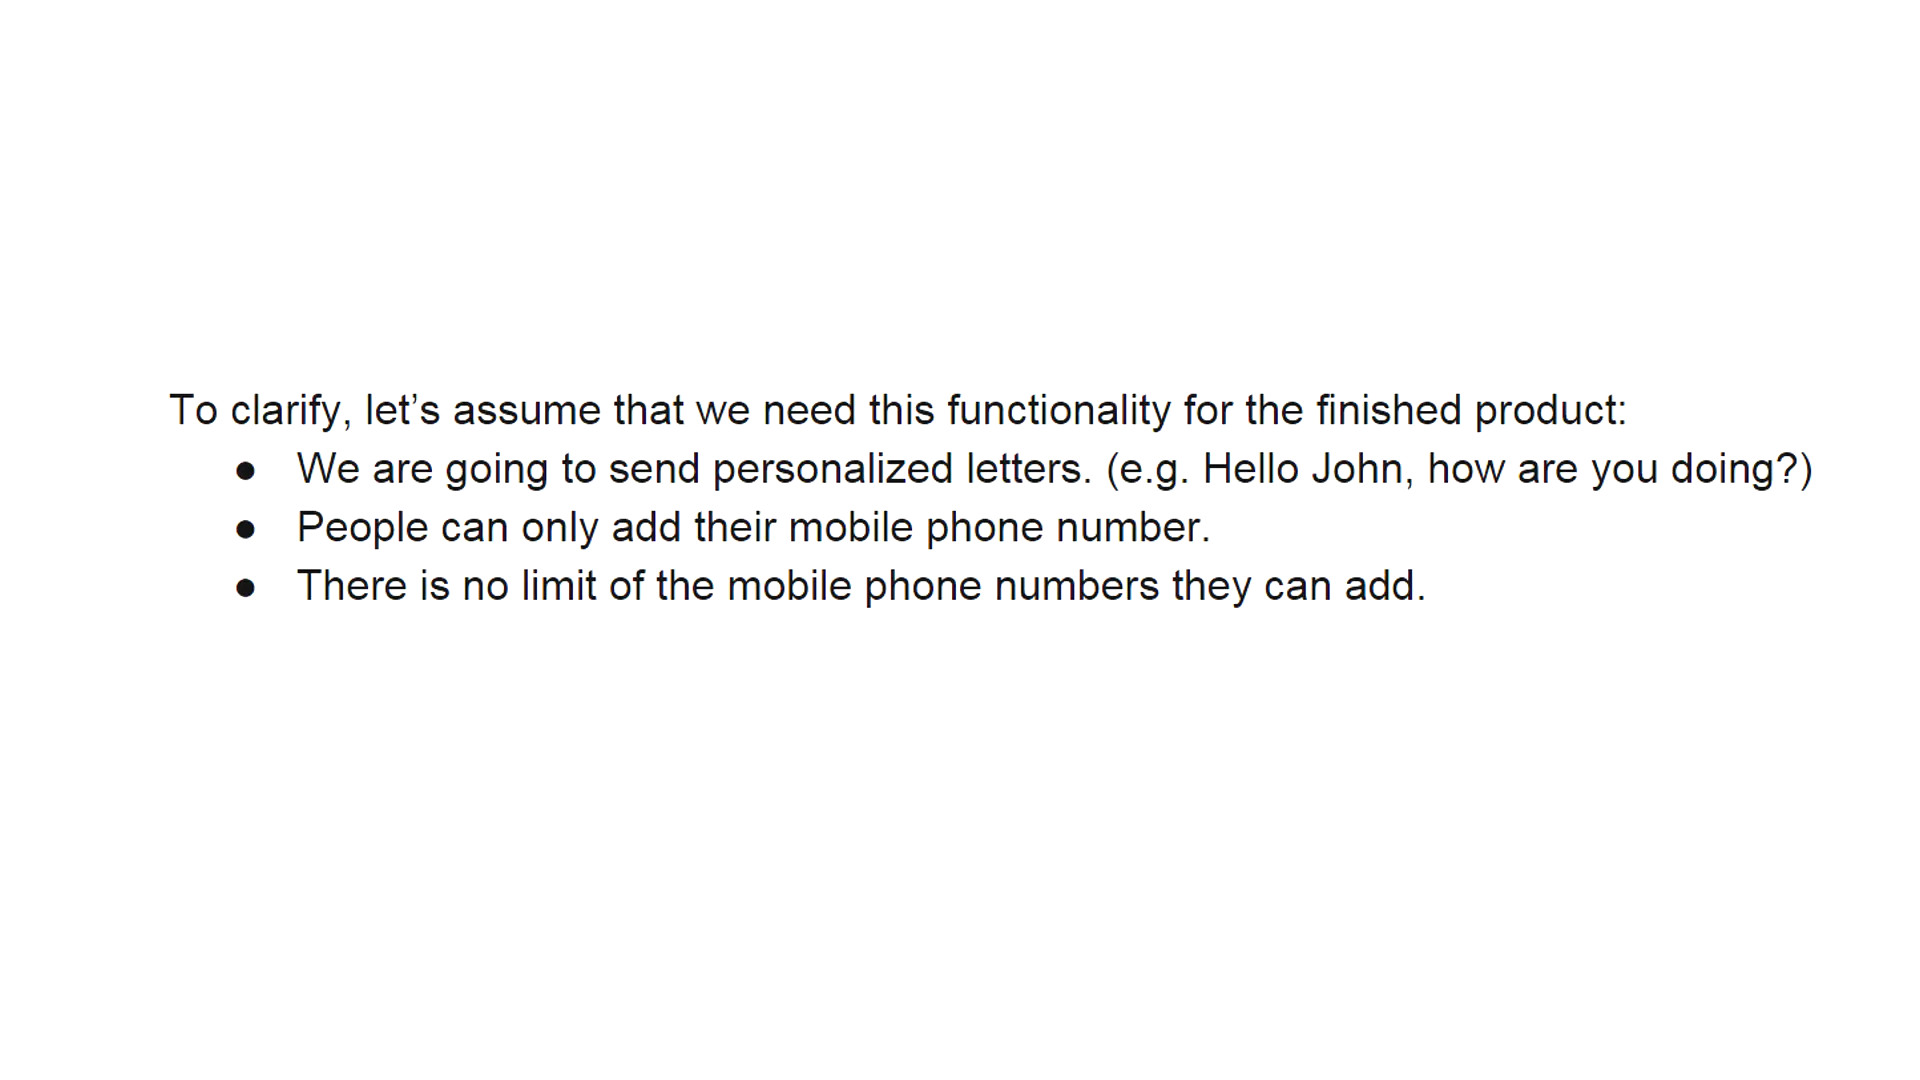 To clarify, let’s assume that we need this functionality for the finished product:
● We are going to send personalized letters. (e.g. Hello John, how are you doing?)
● People can only add their mobile phone number.
● There is no limit of the mobile phone numbers they can add.